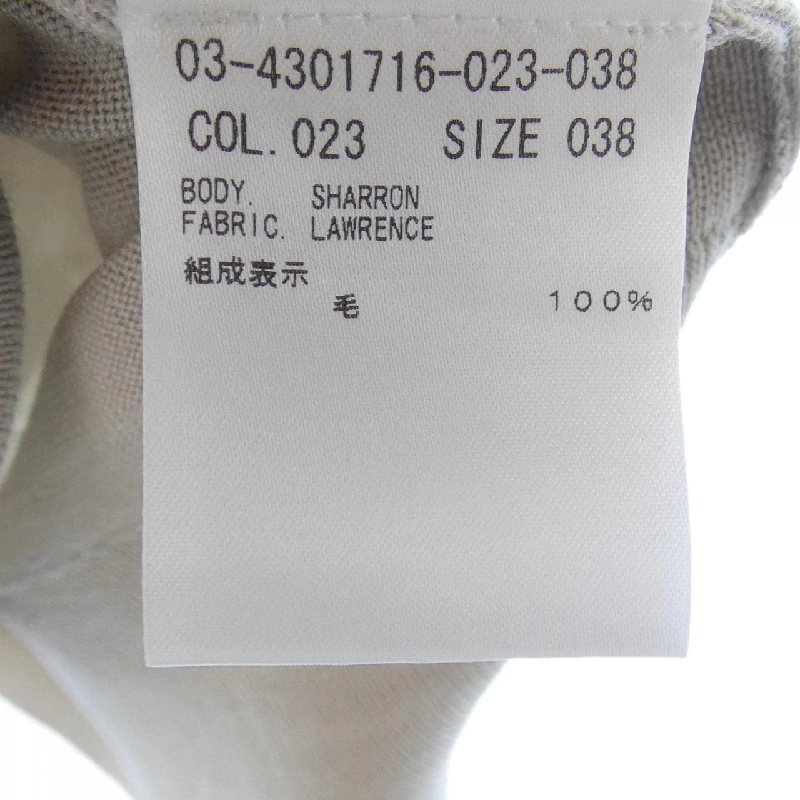 03-4301716-023-038
COL. 023 SIZE 038
BODY. SHARRON
FABRIC. LAWRENCE
組成表示
毛 100%